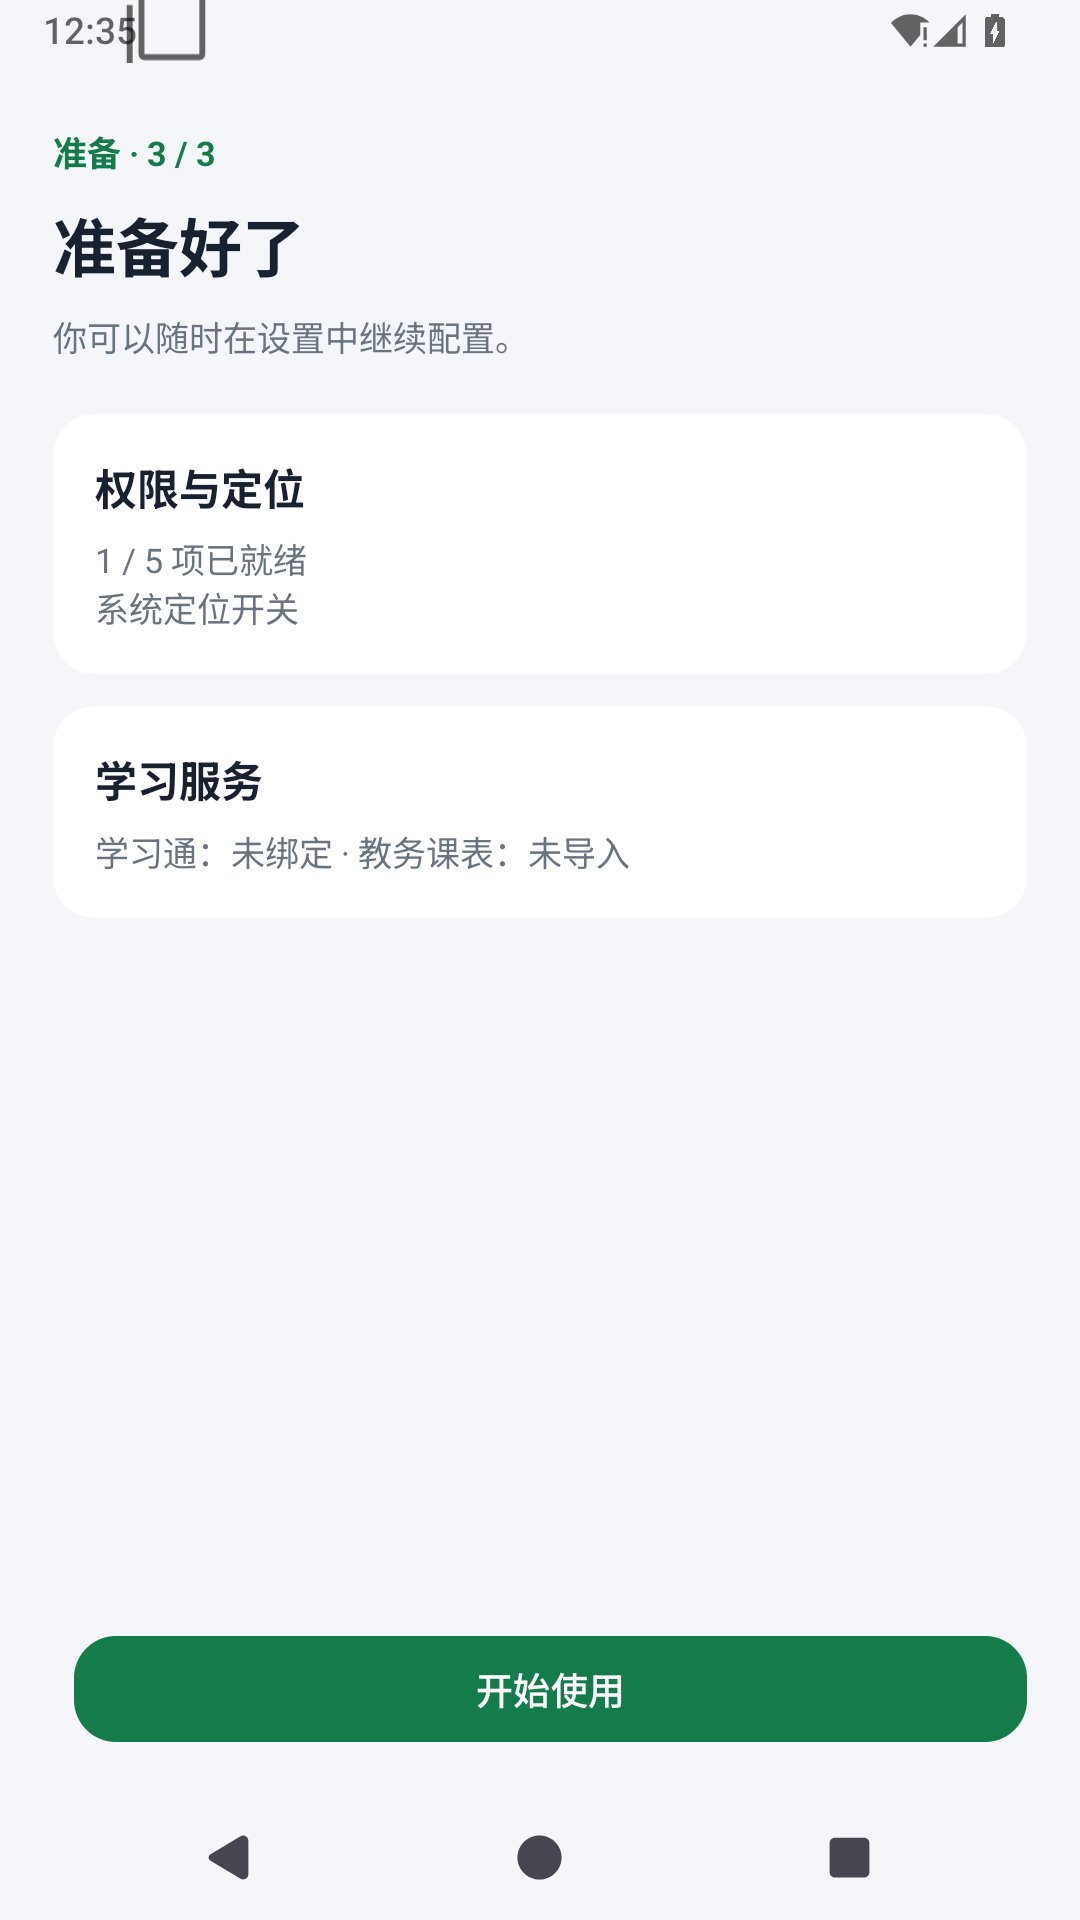 12:35
准备 · 3 / 3
准备好了
你可以随时在设置中继续配置。
权限与定位
1 / 5 项已就绪
系统定位开关
学习服务
学习通：未绑定 · 教务课表：未导入
开始使用